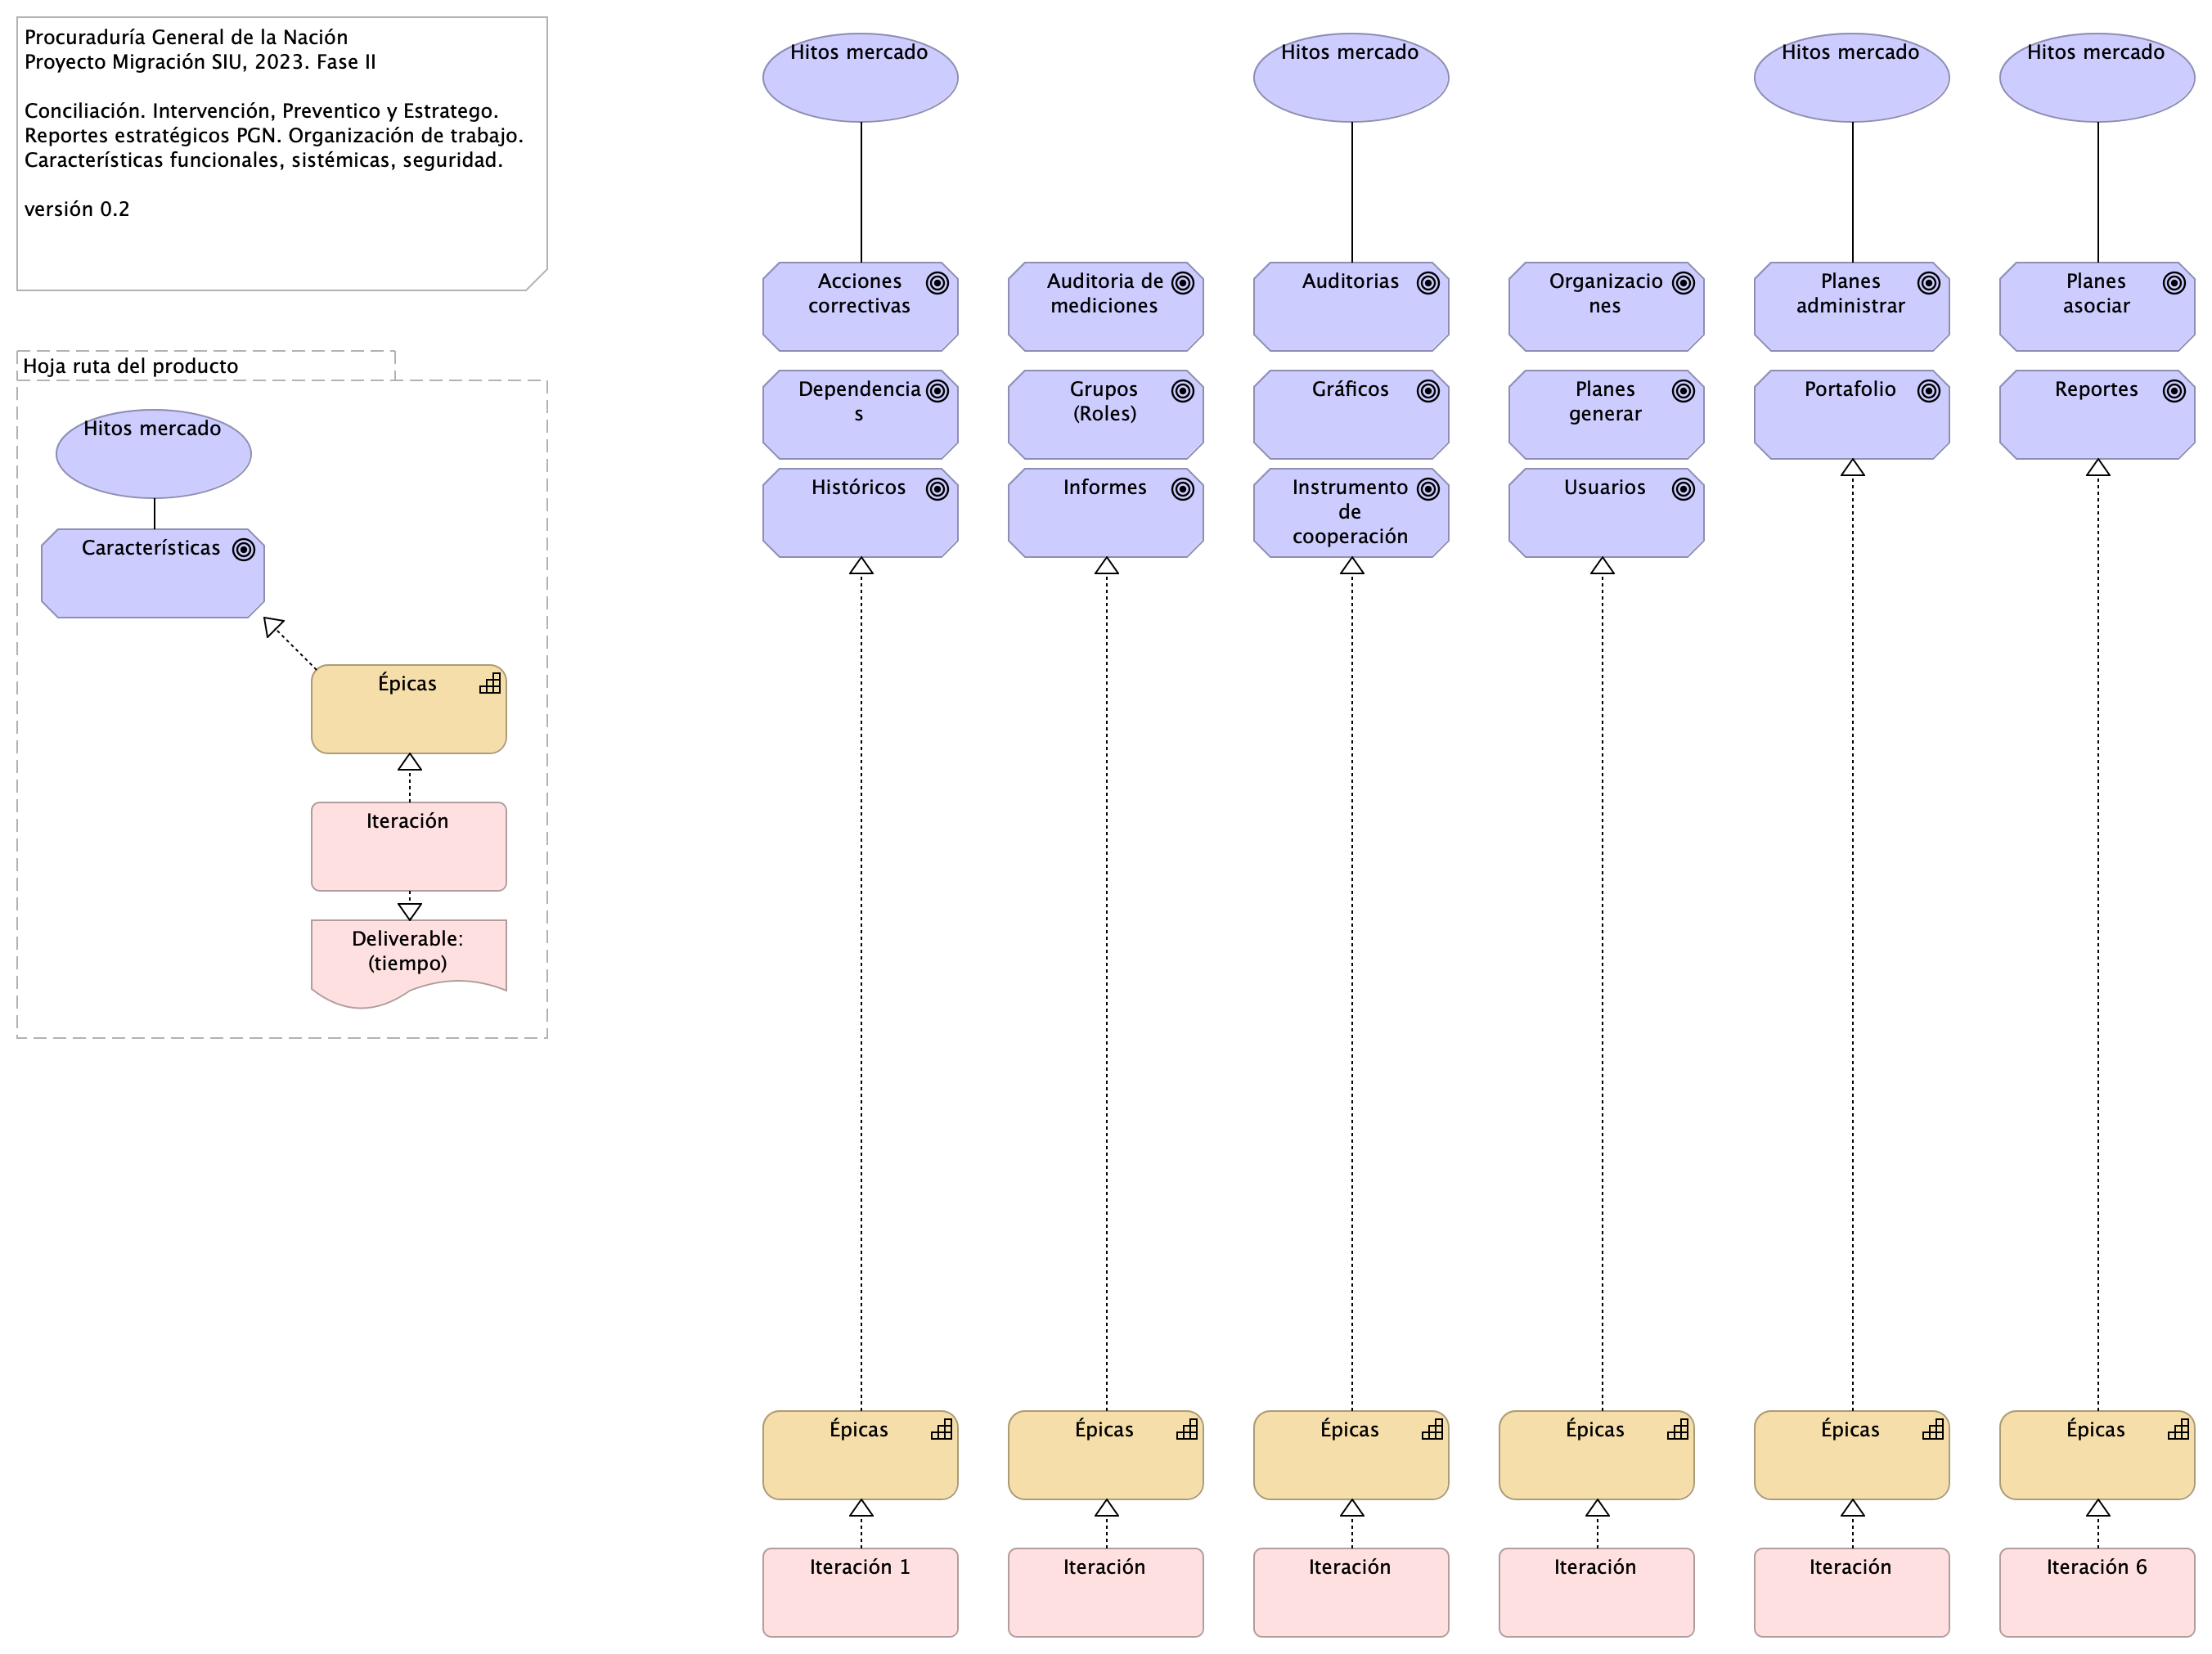 Procuraduría General de la Nación
Proyecto Migración SIU, 2023. Fase II
Conciliación. Intervención, Preventico y Estratego.
Reportes estratégicos PGN. Organización de trabajo.
Características funcionales, sistémicas, seguridad.
versión 0.2
Hoja ruta del producto
Hitos mercado
Características
Épicas
Iteración
Deliverable:
(tiempo)
Hitos mercado
Hitos mercado
Hitos mercado
Hitos mercado
Acciones
correctivas
Auditoria de
mediciones
Auditorias
Organizacio
nes
Planes
administrar
Planes
asociar
Dependencia
s
Grupos
(Roles)
Gráficos
Planes
generar
Portafolio
Reportes
Históricos
Informes
Instrumento
de
cooperación
Usuarios
Épicas
Épicas
Épicas
Épicas
Épicas
Épicas
Iteración 1
Iteración
Iteración
Iteración
Iteración
Iteración 6